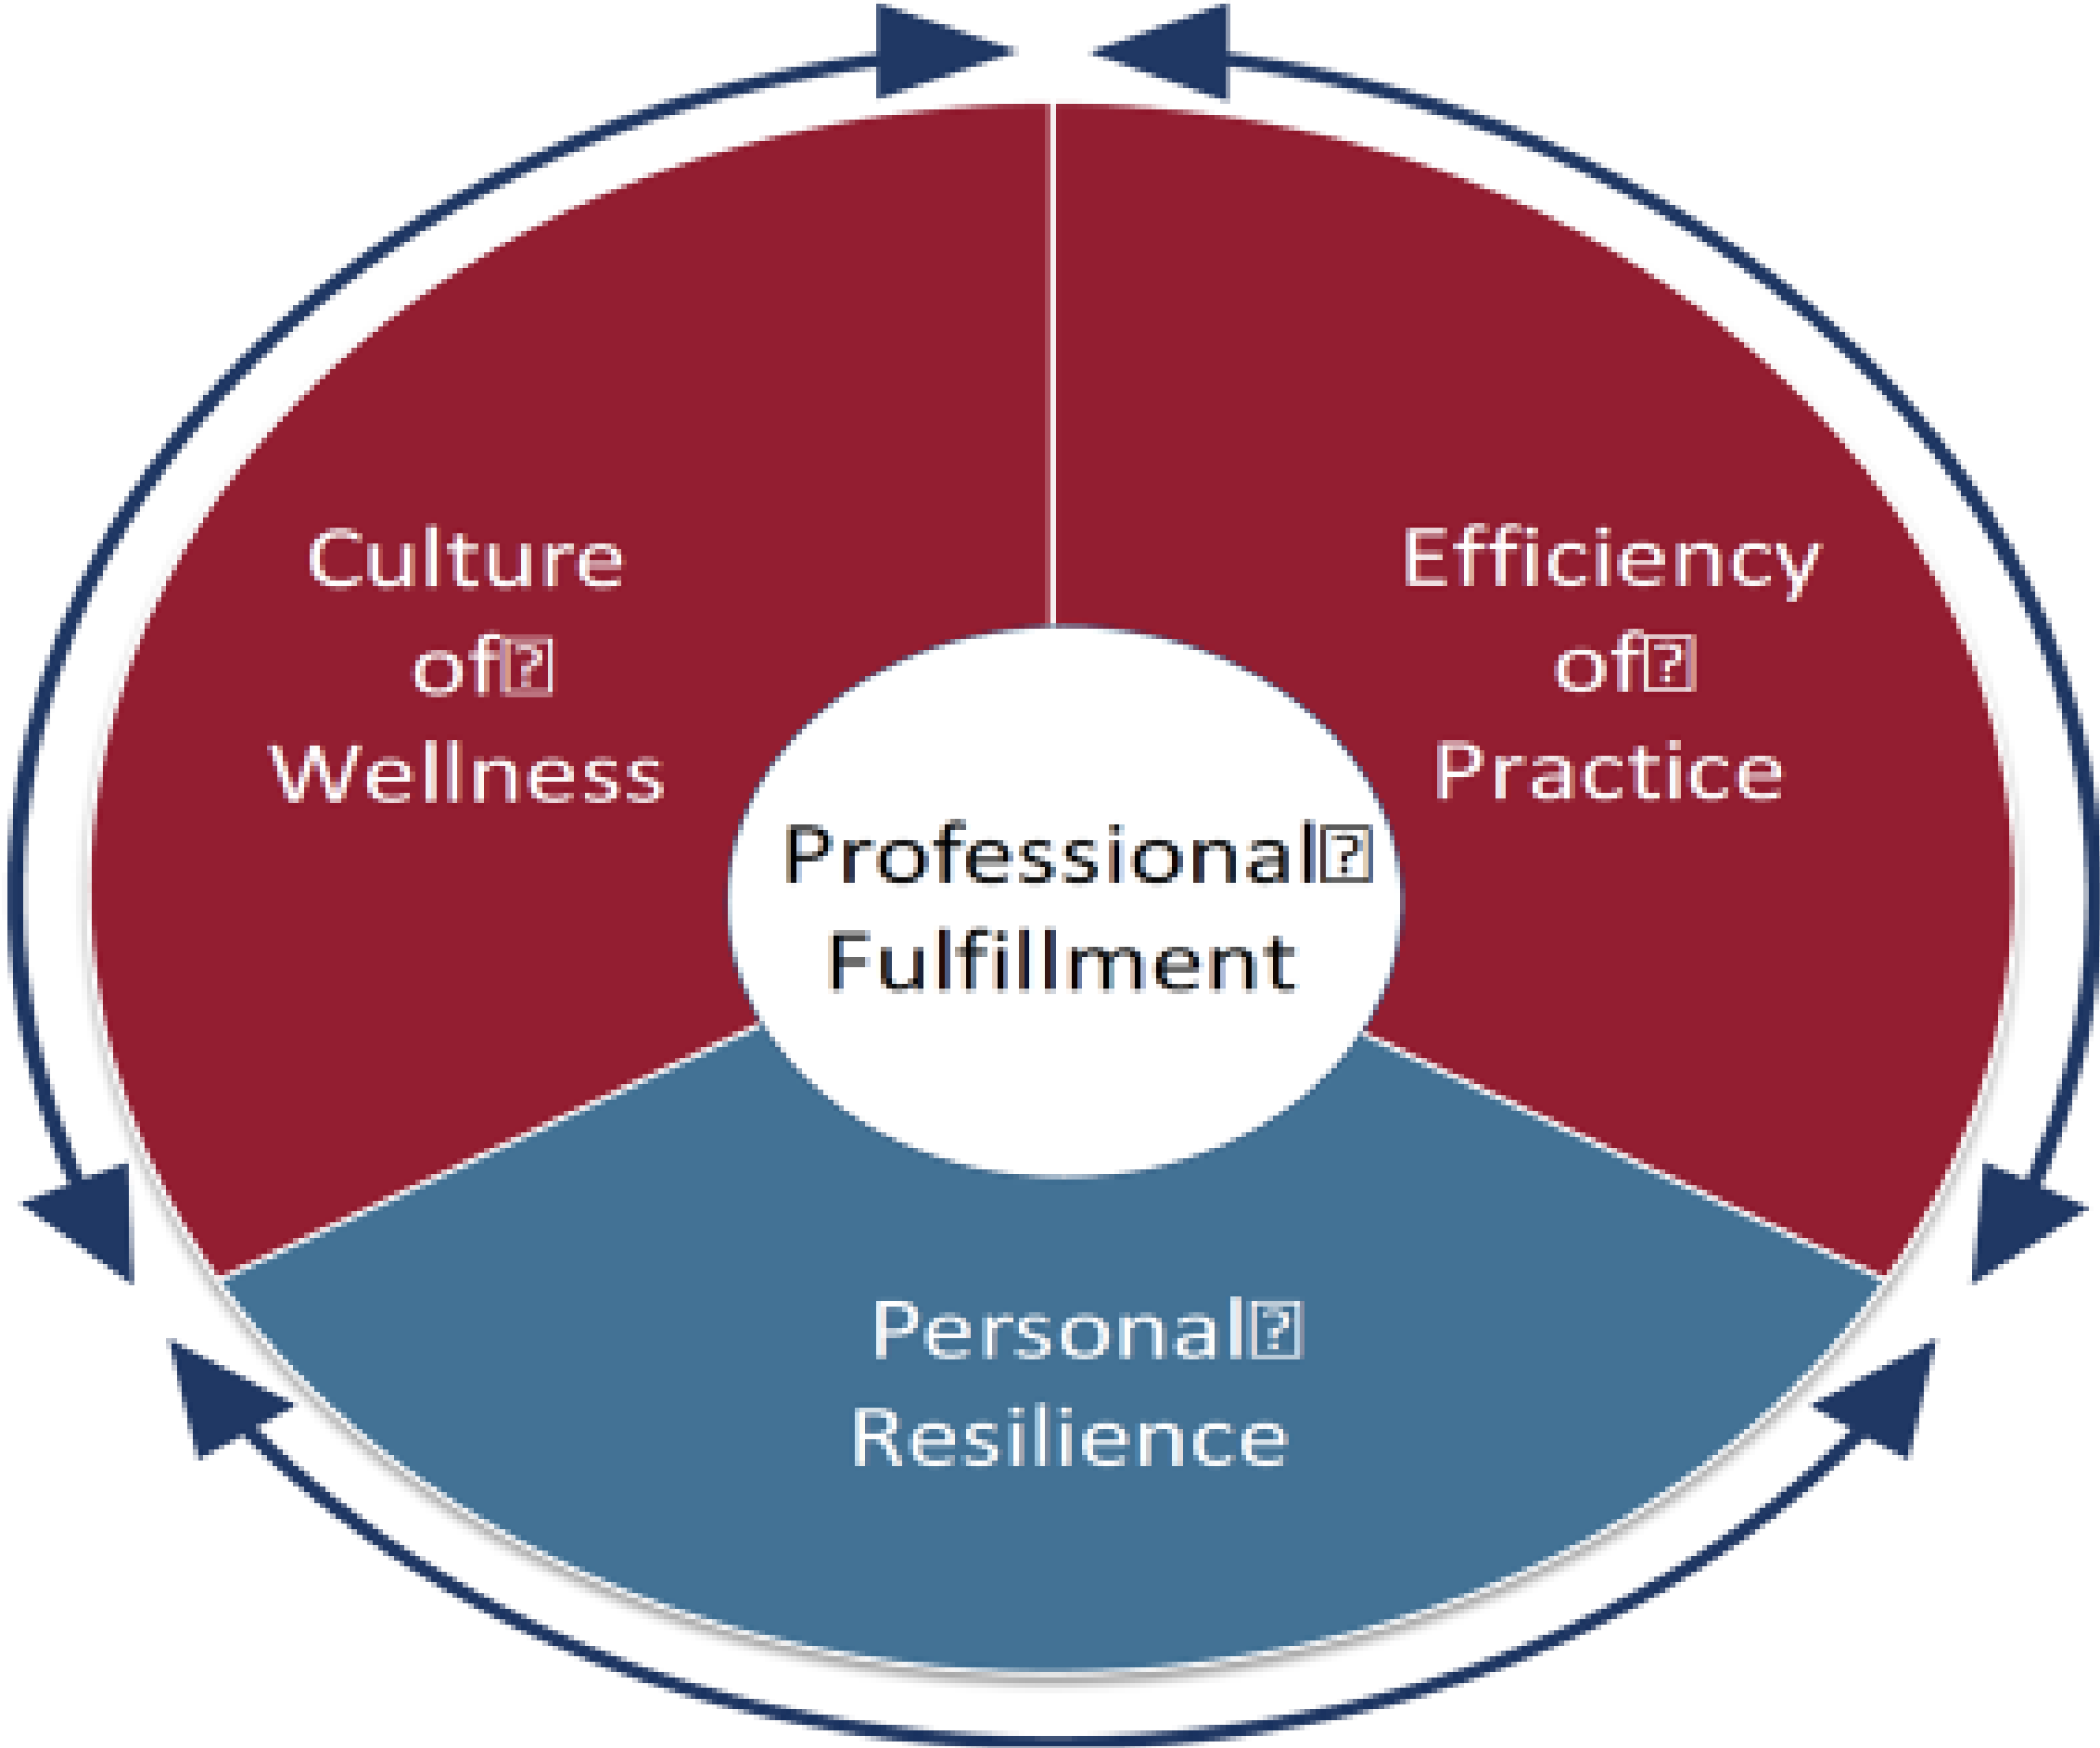 Culture
of⍰
Wellness
Efficiency
of⍰
Practice
Professional⍰
Fulfillment
Personal⍰
Resilience